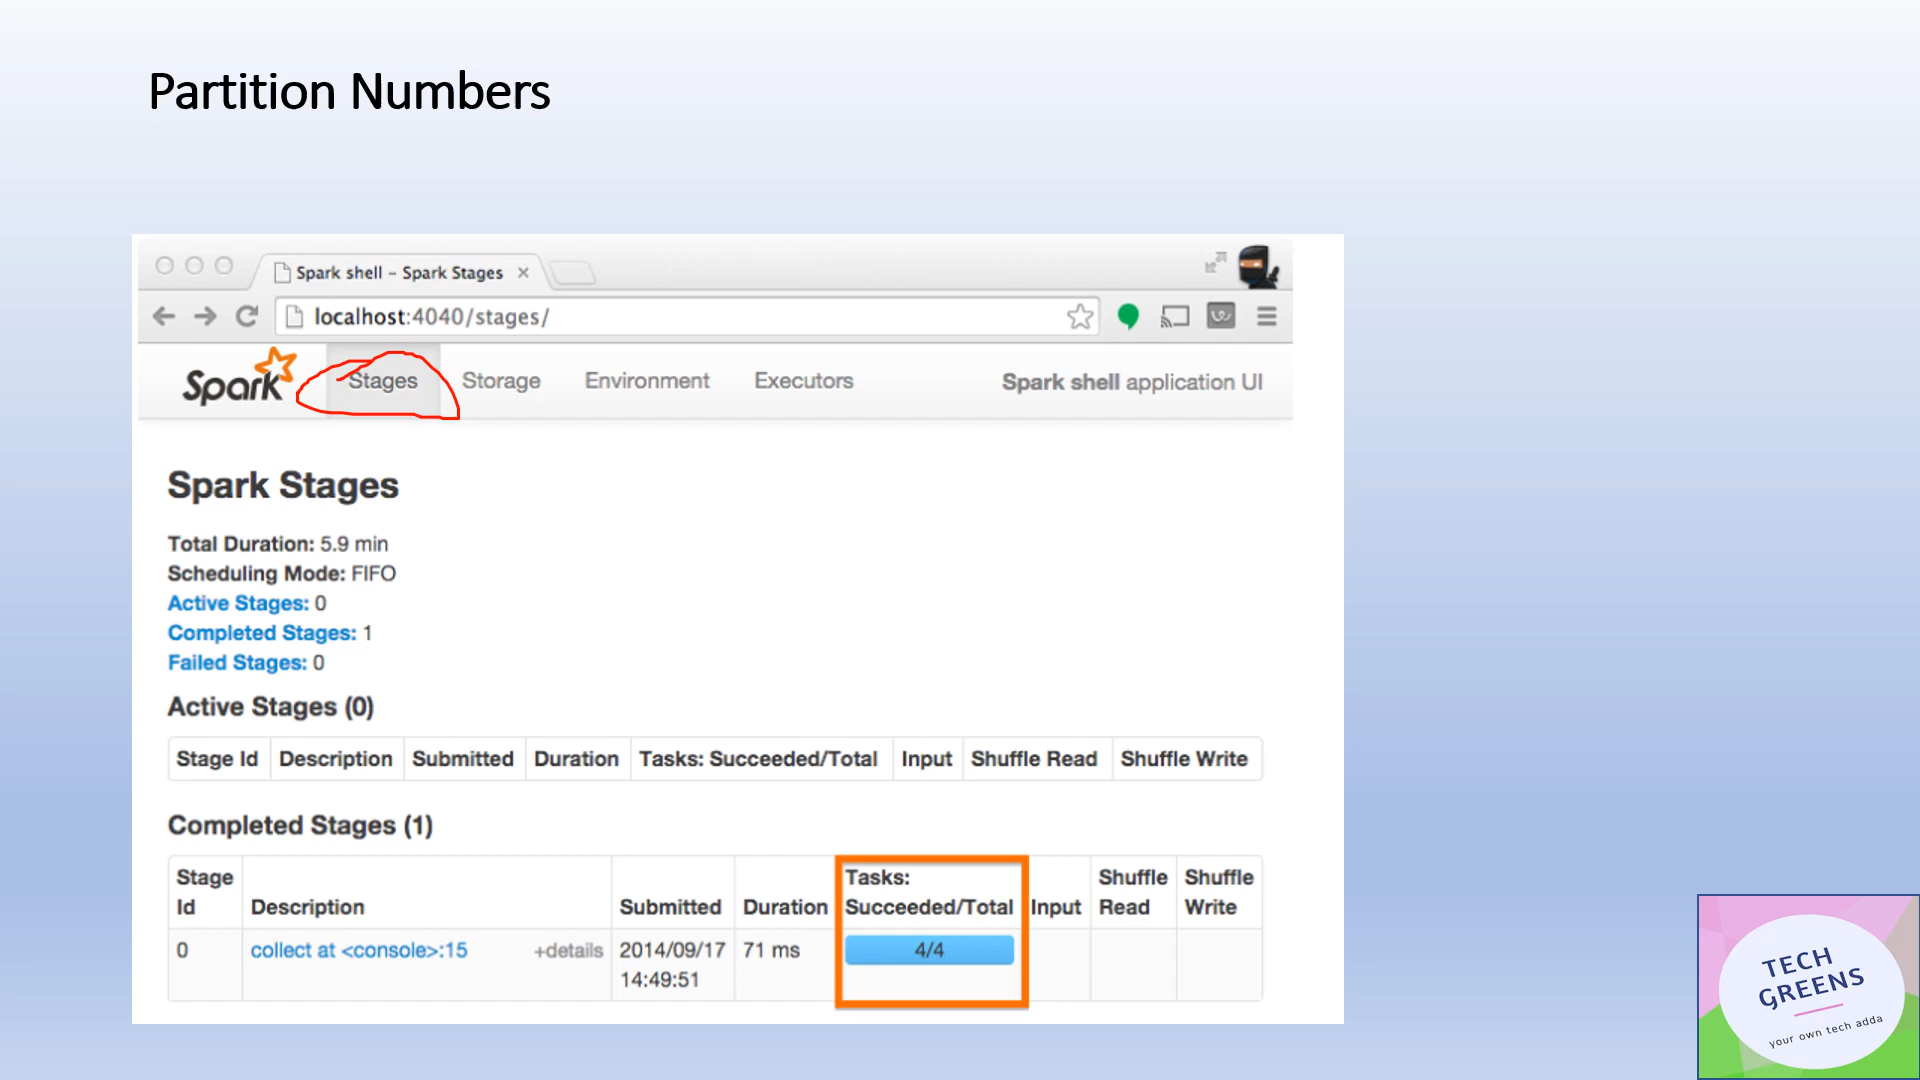 Partition Numbers
Spark shell - Spark Stages ×
localhost:4040/stages/
Spark Stages Storage Environment Executors Spark shell application UI
Spark Stages
Total Duration: 5.9 min
Scheduling Mode: FIFO
Active Stages: 0
Completed Stages: 1
Failed Stages: 0
Active Stages (0)
Stage Id Description Submitted Duration Tasks: Succeeded/Total Input Shuffle Read Shuffle Write
Completed Stages (1)
Stage Id Description Submitted Duration Tasks: Succeeded/Total Input Shuffle Read Shuffle Write
0 collect at <console>:15 +details 2014/09/17 14:49:51 71 ms 4/4
TECH
GREENS
your own tech adda